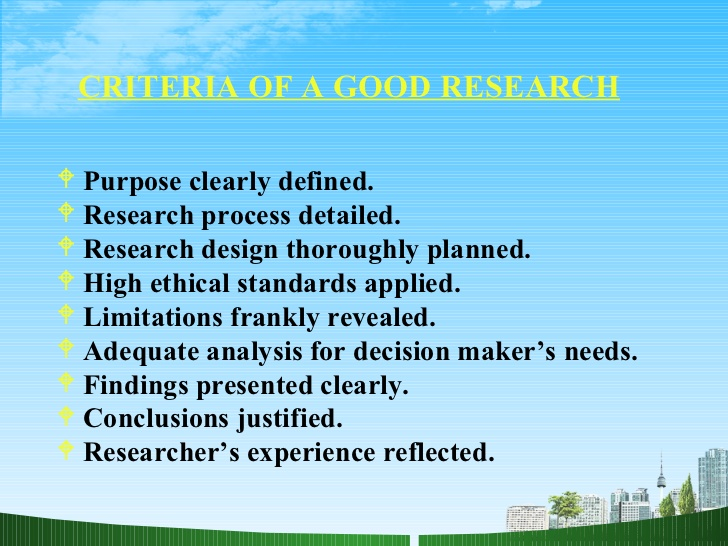 CRITERIA OF A GOOD RESEARCH
Purpose clearly defined.
Research process detailed.
Research design thoroughly planned.
High ethical standards applied.
Limitations frankly revealed.
Adequate analysis for decision maker’s needs.
Findings presented clearly.
Conclusions justified.
Researcher’s experience reflected.